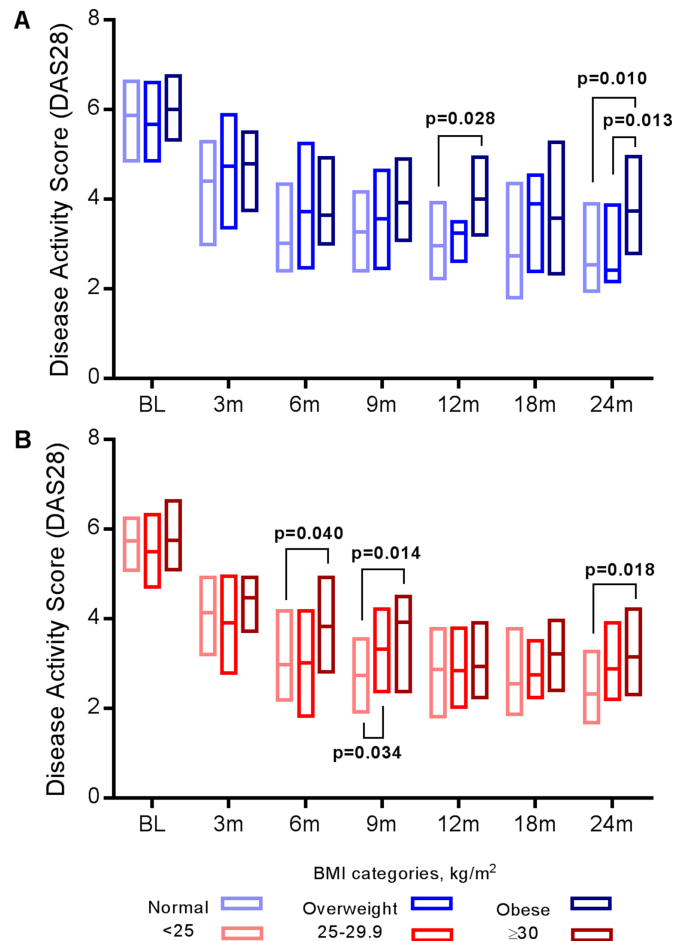 A
Disease Activity Score (DAS28)
8
6
4
2
0
p=0.028
p=0.010
p=0.013
BL 3m 6m 9m 12m 18m 24m
B
Disease Activity Score (DAS28)
8
6
4
2
0
p=0.040
p=0.014
p=0.034
p=0.018
BL 3m 6m 9m 12m 18m 24m
BMI categories, kg/m²
Normal Overweight Obese
<25 25-29.9 ≥30